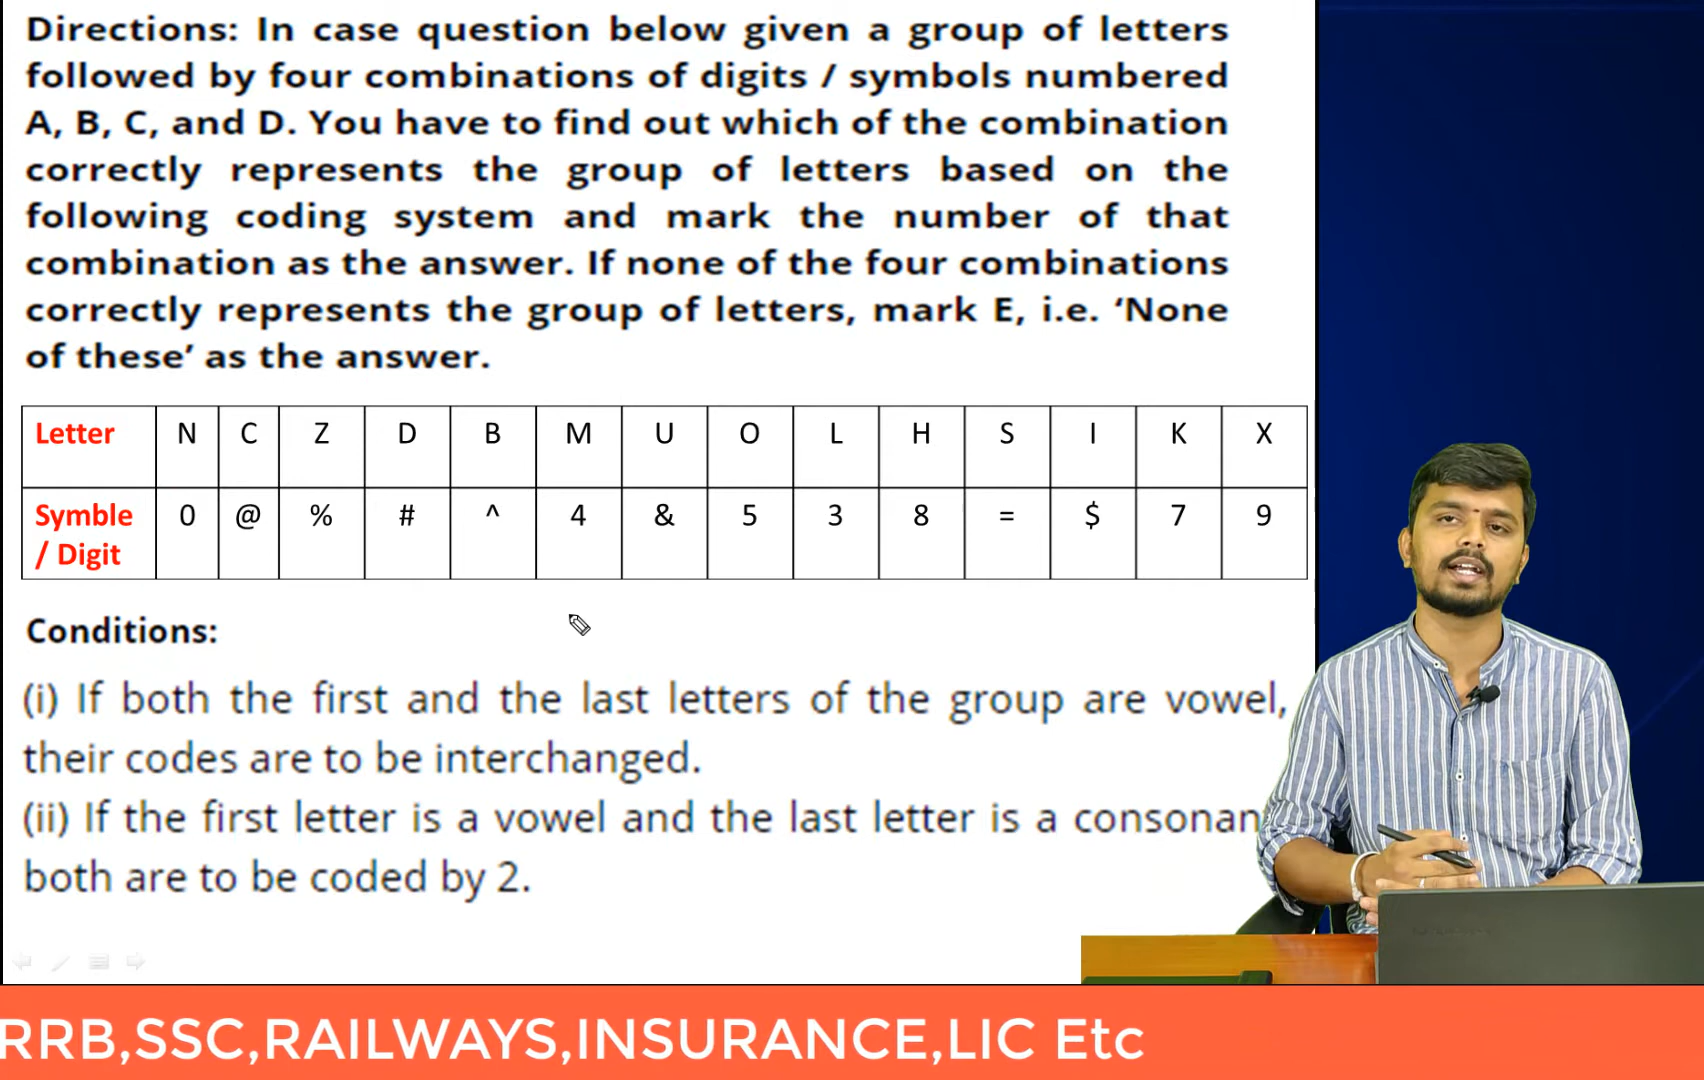 Directions: In case question below given a group of letters
followed by four combinations of digits / symbols numbered
A, B, C, and D. You have to find out which of the combination
correctly represents the group of letters based on the
following coding system and mark the number of that
combination as the answer. If none of the four combinations
correctly represents the group of letters, mark E, i.e. ‘None
of these’ as the answer.
Letter N C Z D B M U O L H S I K X
Symble 0 @ % # ^ 4 & 5 3 8 = $ 7 9
/ Digit
Conditions:
(i) If both the first and the last letters of the group are vowel,
their codes are to be interchanged.
(ii) If the first letter is a vowel and the last letter is a consonan
both are to be coded by 2.
RRB,SSC,RAILWAYS,INSURANCE,LIC Etc